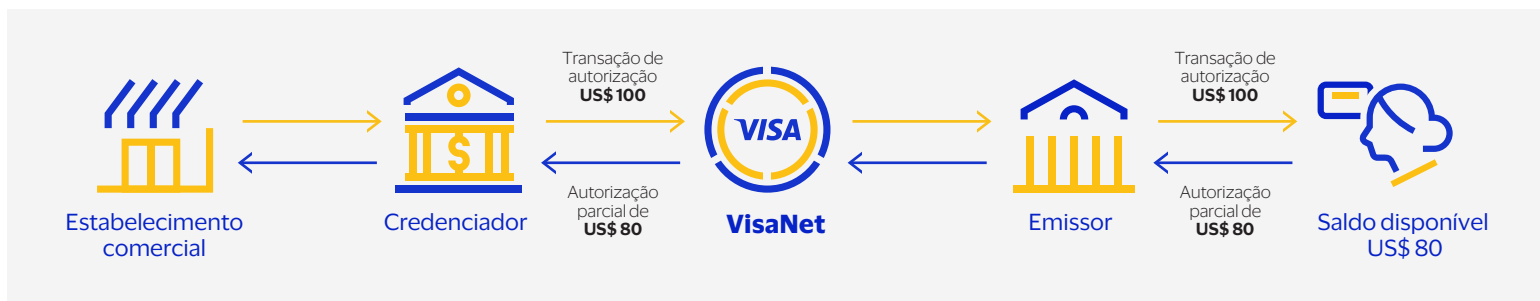 Transação de
autorização
US$ 100
Transação de
autorização
US$ 100
$
VISA
Autorização
parcial de
US$ 80
Autorização
parcial de
US$ 80
Estabelecimento
comercial
Credenciador
VisaNet
Emissor
Saldo disponível
US$ 80